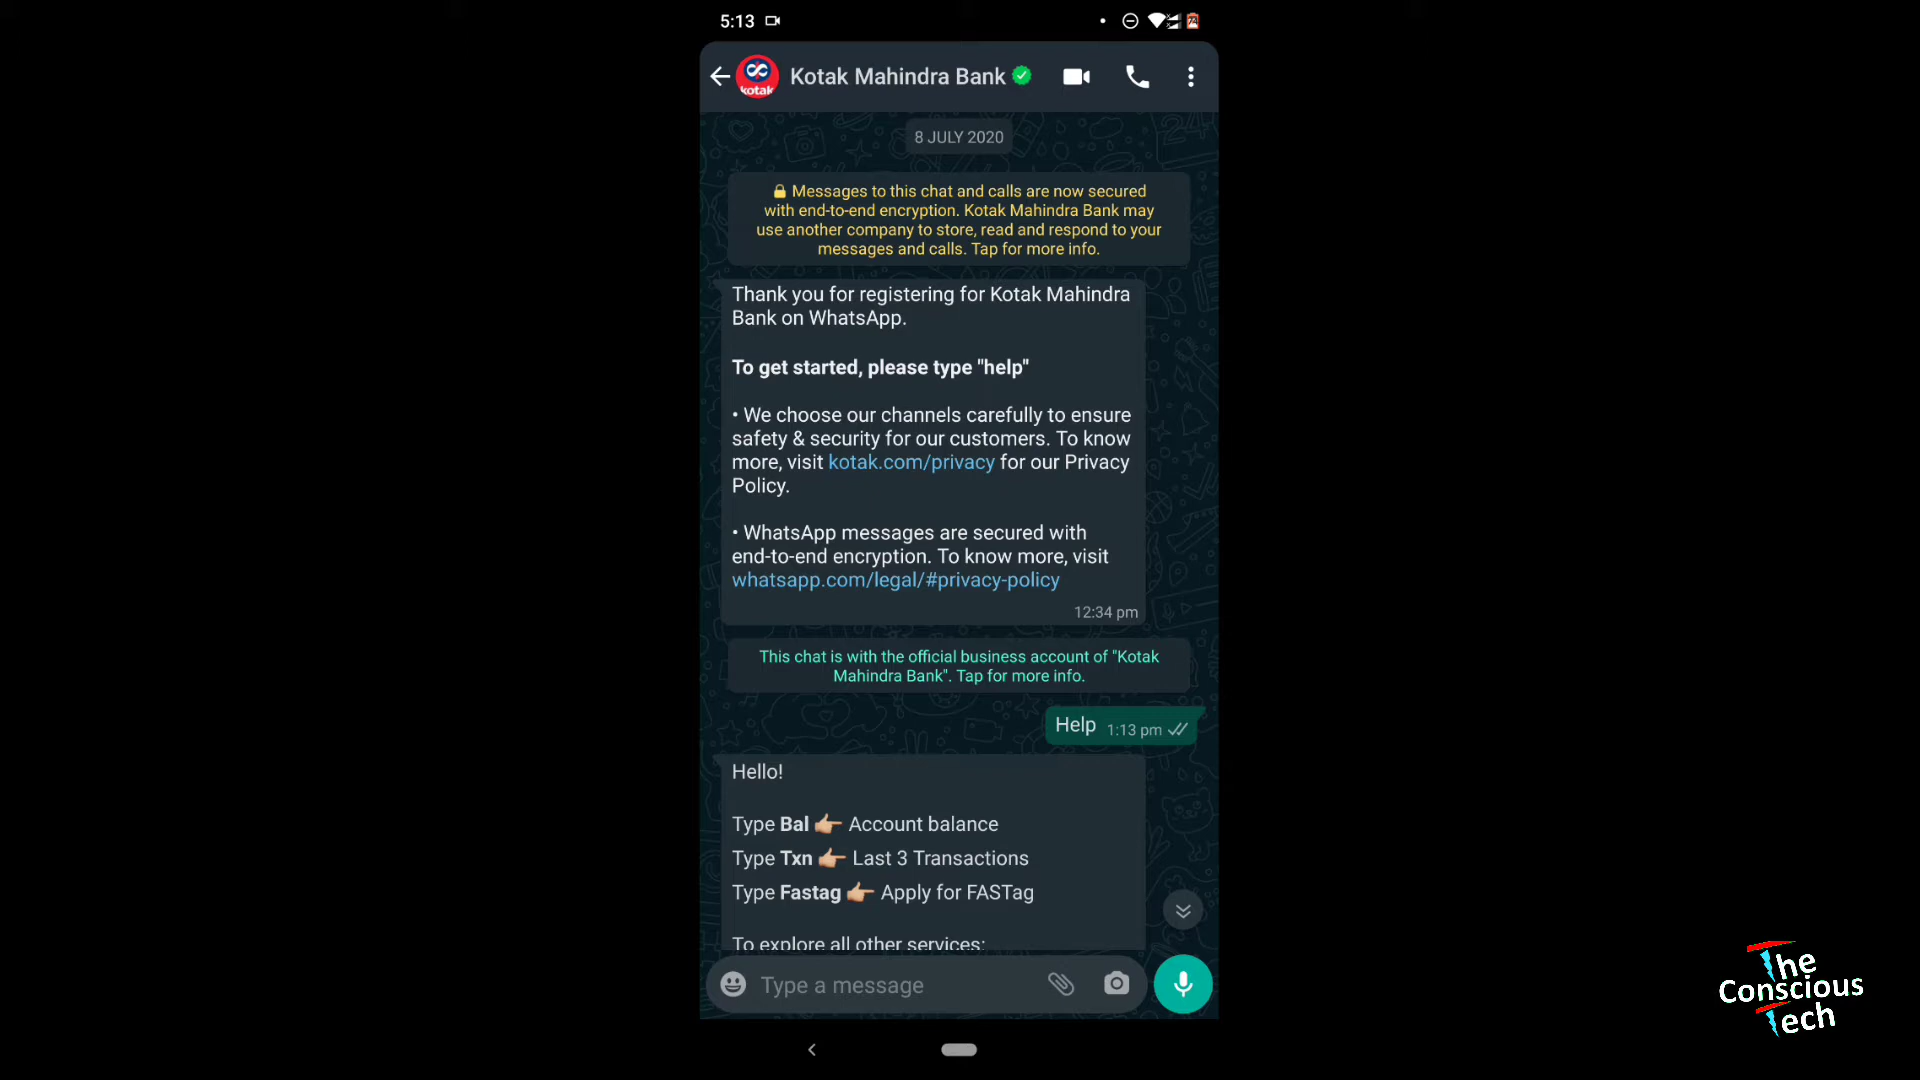 5:13
74
kotak
Kotak Mahindra Bank
8 JULY 2020
🔒 Messages to this chat and calls are now secured
with end-to-end encryption. Kotak Mahindra Bank may
use another company to store, read and respond to your
messages and calls. Tap for more info.
Thank you for registering for Kotak Mahindra
Bank on WhatsApp.
To get started, please type "help"
• We choose our channels carefully to ensure
safety & security for our customers. To know
more, visit kotak.com/privacy for our Privacy
Policy.
• WhatsApp messages are secured with
end-to-end encryption. To know more, visit
whatsapp.com/legal/#privacy-policy
12:34 pm
This chat is with the official business account of "Kotak
Mahindra Bank". Tap for more info.
Help 1:13 pm
Hello!
Type Bal 👉 Account balance
Type Txn 👉 Last 3 Transactions
Type Fastag 👉 Apply for FASTag
To explore all other services:
Type a message
The
Conscious
Tech